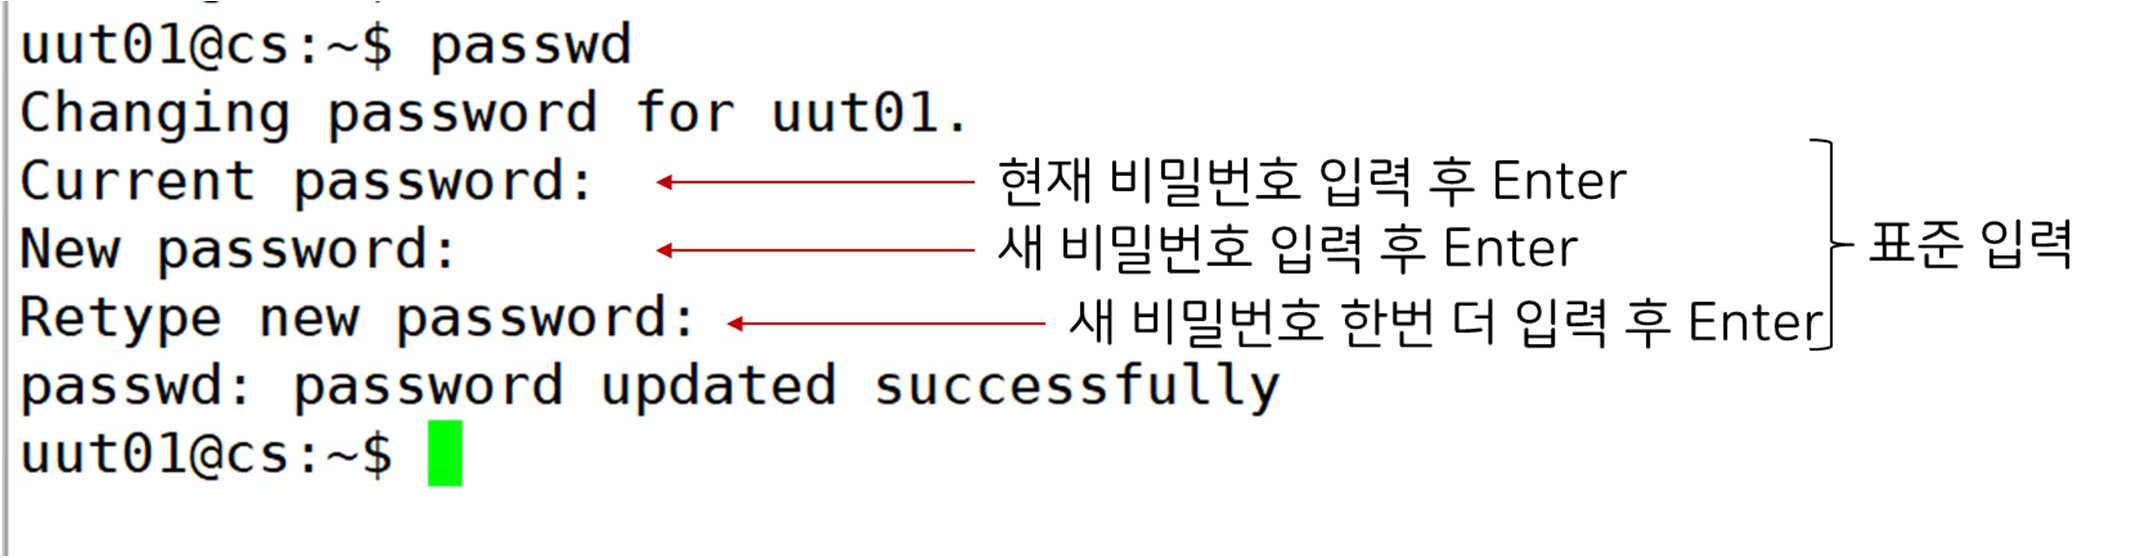 uut01@cs:~$ passwd
Changing password for uut01.
Current password: 현재 비밀번호 입력 후 Enter
New password: 새 비밀번호 입력 후 Enter
표준 입력
Retype new password: 새 비밀번호 한번 더 입력 후 Enter
passwd: password updated successfully
uut01@cs:~$